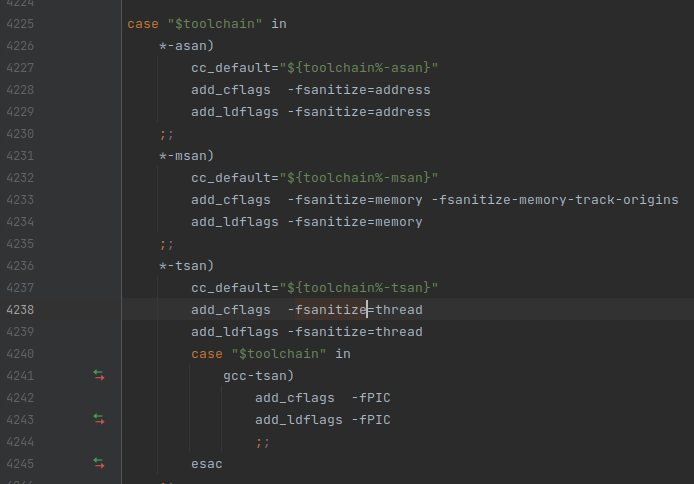 4224
4225 case "$toolchain" in
4226     *-asan)
4227         cc_default="${toolchain%-asan}"
4228         add_cflags  -fsanitize=address
4229         add_ldflags -fsanitize=address
4230     ;;
4231     *-msan)
4232         cc_default="${toolchain%-msan}"
4233         add_cflags  -fsanitize=memory -fsanitize-memory-track-origins
4234         add_ldflags -fsanitize=memory
4235     ;;
4236     *-tsan)
4237         cc_default="${toolchain%-tsan}"
4238         add_cflags  -fsanitize=thread
4239         add_ldflags -fsanitize=thread
4240         case "$toolchain" in
4241             gcc-tsan)
4242                 add_cflags  -fPIC
4243                 add_ldflags -fPIC
4244                 ;;
4245         esac